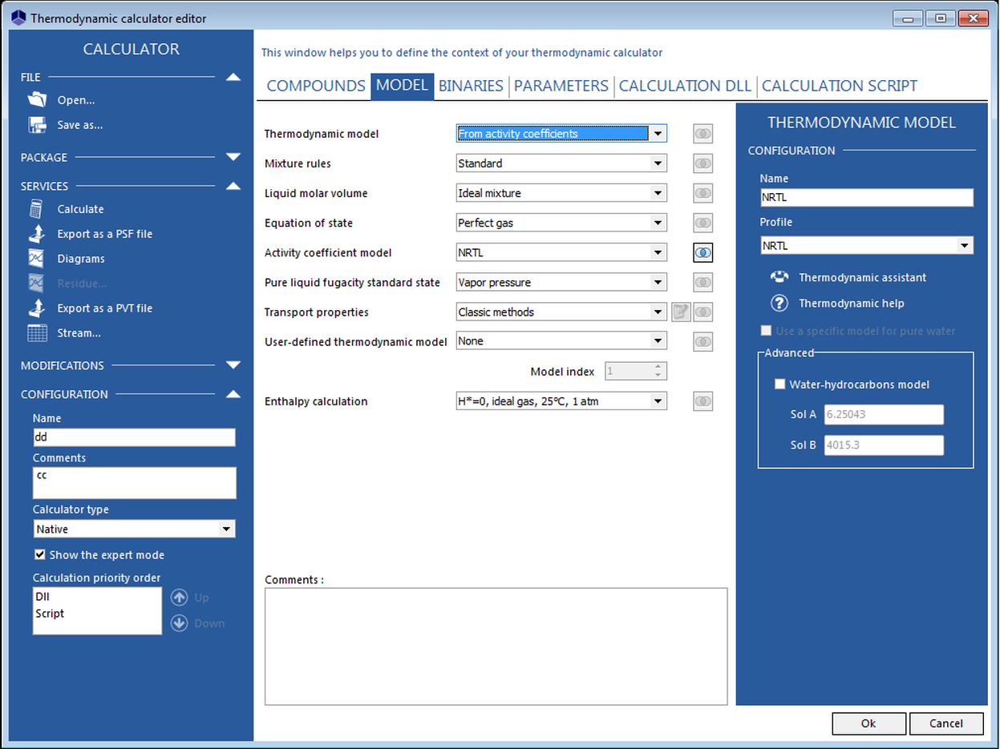 Thermodynamic calculator editor
CALCULATOR
FILE
Open...
Save as...
PACKAGE
SERVICES
Calculate
Export as a PSF file
Diagrams
Residue...
Export as a PVT file
Stream...
MODIFICATIONS
CONFIGURATION
Name
dd
Comments
cc
Calculator type
Native
Show the expert mode
Calculation priority order
Dll
Script
Up
Down
This window helps you to define the context of your thermodynamic calculator
COMPOUNDS MODEL BINARIES PARAMETERS CALCULATION DLL CALCULATION SCRIPT
Thermodynamic model From activity coefficients
Mixture rules Standard
Liquid molar volume Ideal mixture
Equation of state Perfect gas
Activity coefficient model NRTL
Pure liquid fugacity standard state Vapor pressure
Transport properties Classic methods
User-defined thermodynamic model None
Model index 1
Enthalpy calculation H*=0, ideal gas, 25°C, 1 atm
Comments :
THERMODYNAMIC MODEL
CONFIGURATION
Name
NRTL
Profile
NRTL
Thermodynamic assistant
? Thermodynamic help
Use a specific model for pure water
Advanced
Water-hydrocarbons model
Sol A 6.25043
Sol B 4015.3
Ok Cancel